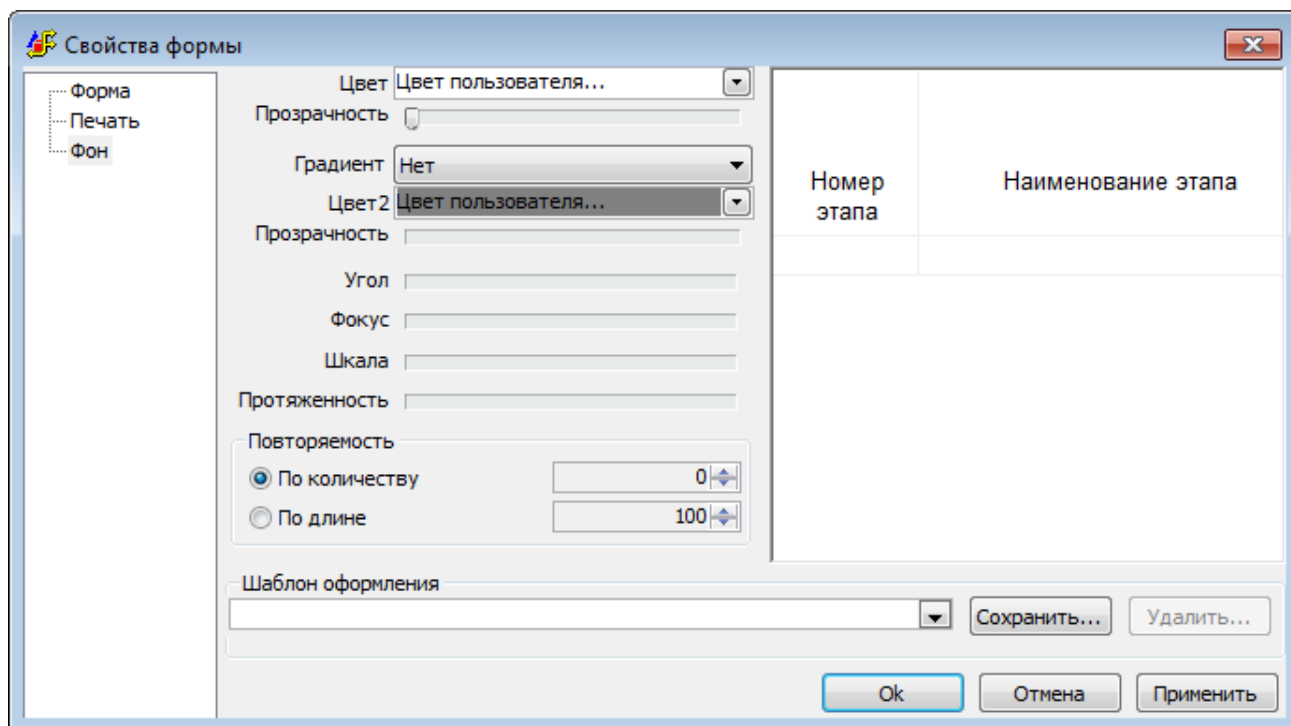 Свойства формы
Форма
Печать
Фон
Цвет Цвет пользователя...
Прозрачность
Градиент Нет
Цвет2 Цвет пользователя...
Прозрачность
Угол
Фокус
Шкала
Протяженность
Повторяемость
По количеству 0
По длине 100
Номер этапа
Наименование этапа
Шаблон оформления
Сохранить... Удалить...
Ok Отмена Применить